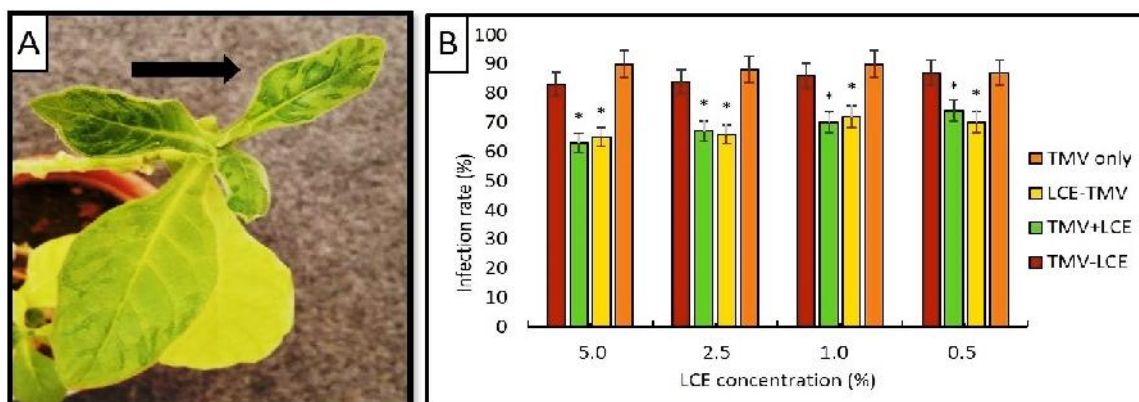 A
B
100
90
80
70
60
50
40
30
20
10
0
Infection rate (%)
* *
* *
+ *
+ *
5.0 2.5 1.0 0.5
LCE concentration (%)
TMV only
LCE-TMV
TMV+LCE
TMV-LCE